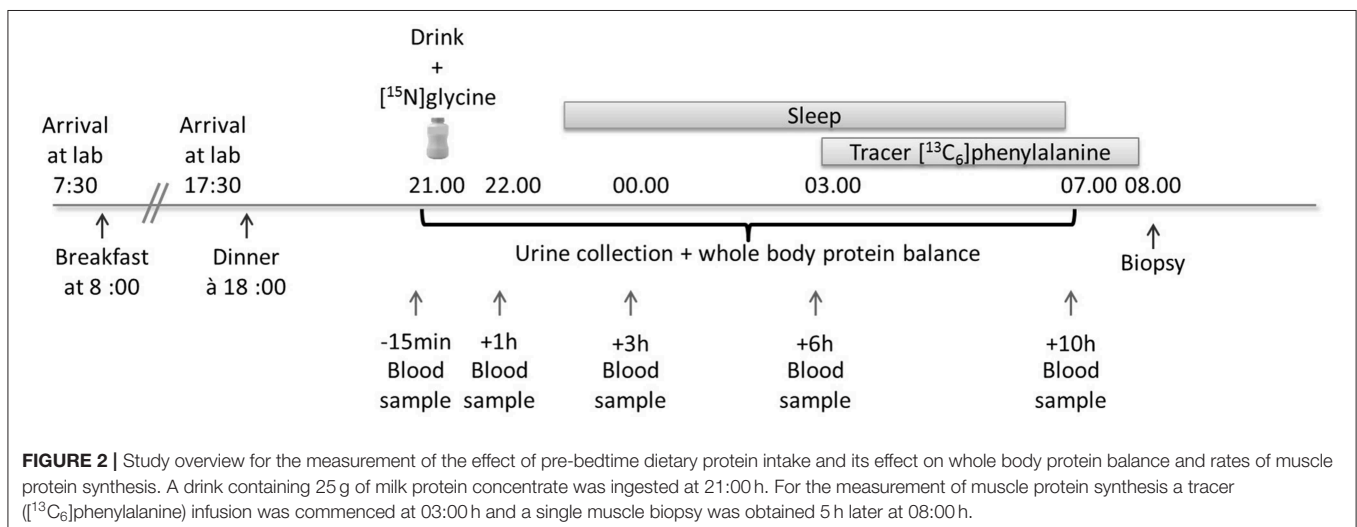 Drink
+
[¹⁵N]glycine
Sleep
Arrival
at lab
7:30
Arrival
at lab
17:30
Tracer [¹³C₆]phenylalanine
21.00 22.00 00.00 03.00 07.00 08.00
Breakfast
at 8 :00
Dinner
à 18 :00
Urine collection + whole body protein balance
Biopsy
-15min
Blood
sample
+1h
Blood
sample
+3h
Blood
sample
+6h
Blood
sample
+10h
Blood
sample
FIGURE 2 | Study overview for the measurement of the effect of pre-bedtime dietary protein intake and its effect on whole body protein balance and rates of muscle
protein synthesis. A drink containing 25 g of milk protein concentrate was ingested at 21:00 h. For the measurement of muscle protein synthesis a tracer
([¹³C₆]phenylalanine) infusion was commenced at 03:00 h and a single muscle biopsy was obtained 5 h later at 08:00 h.